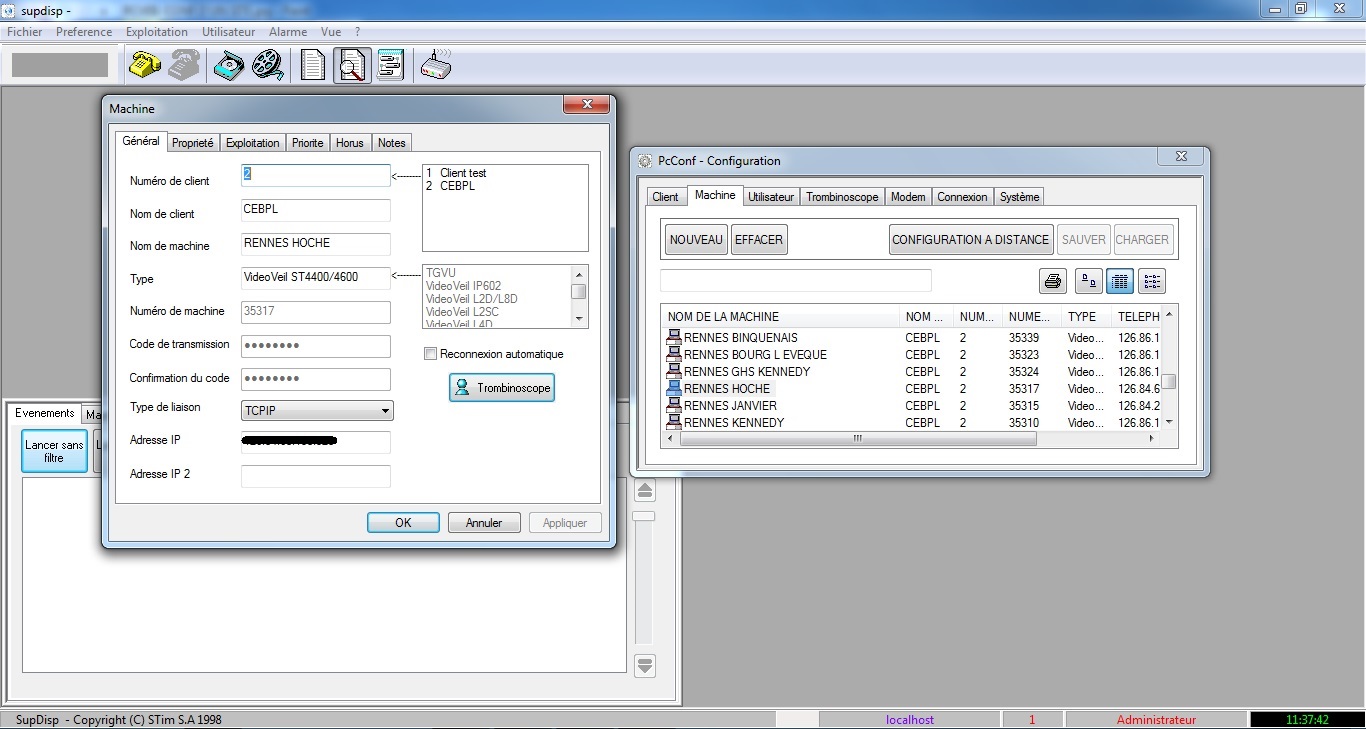 supdisp -
Fichier Preference Exploitation Utilisateur Alarme Vue ?
Machine
Général Propriété Exploitation Priorite Horus Notes
Numéro de client 2
1 Client test
2 CEBPL
Nom de client CEBPL
Nom de machine RENNES HOCHE
Type VideoVeil ST4400/4600
TGVU
VideoVeil IP602
VideoVeil L2D/L8D
VideoVeil L2SC
VideoVeil L4D
Numéro de machine 35317
Code de transmission ●●●●●●●●
Confirmation du code ●●●●●●●●
Reconnexion automatique
Trombinoscope
Type de liaison TCPIP
Adresse IP
Adresse IP 2
OK Annuler Appliquer
PcConf - Configuration
Client Machine Utilisateur Trombinoscope Modem Connexion Système
NOUVEAU EFFACER CONFIGURATION A DISTANCE SAUVER CHARGER
NOM DE LA MACHINE NOM ... NUM... NUME... TYPE TELEPH
RENNES BINQUENAIS CEBPL 2 35339 Video... 126.86.1
RENNES BOURG L EVEQUE CEBPL 2 35323 Video... 126.86.1
RENNES GHS KENNEDY CEBPL 2 35324 Video... 126.86.1
RENNES HOCHE CEBPL 2 35317 Video... 126.84.6
RENNES JANVIER CEBPL 2 35315 Video... 126.84.2
RENNES KENNEDY CEBPL 2 35310 Video... 126.86.1
Evenements Ma
Lancer sans
filtre
L
SupDisp - Copyright (C) STim S.A 1998 localhost 1 Administrateur 11:37:42